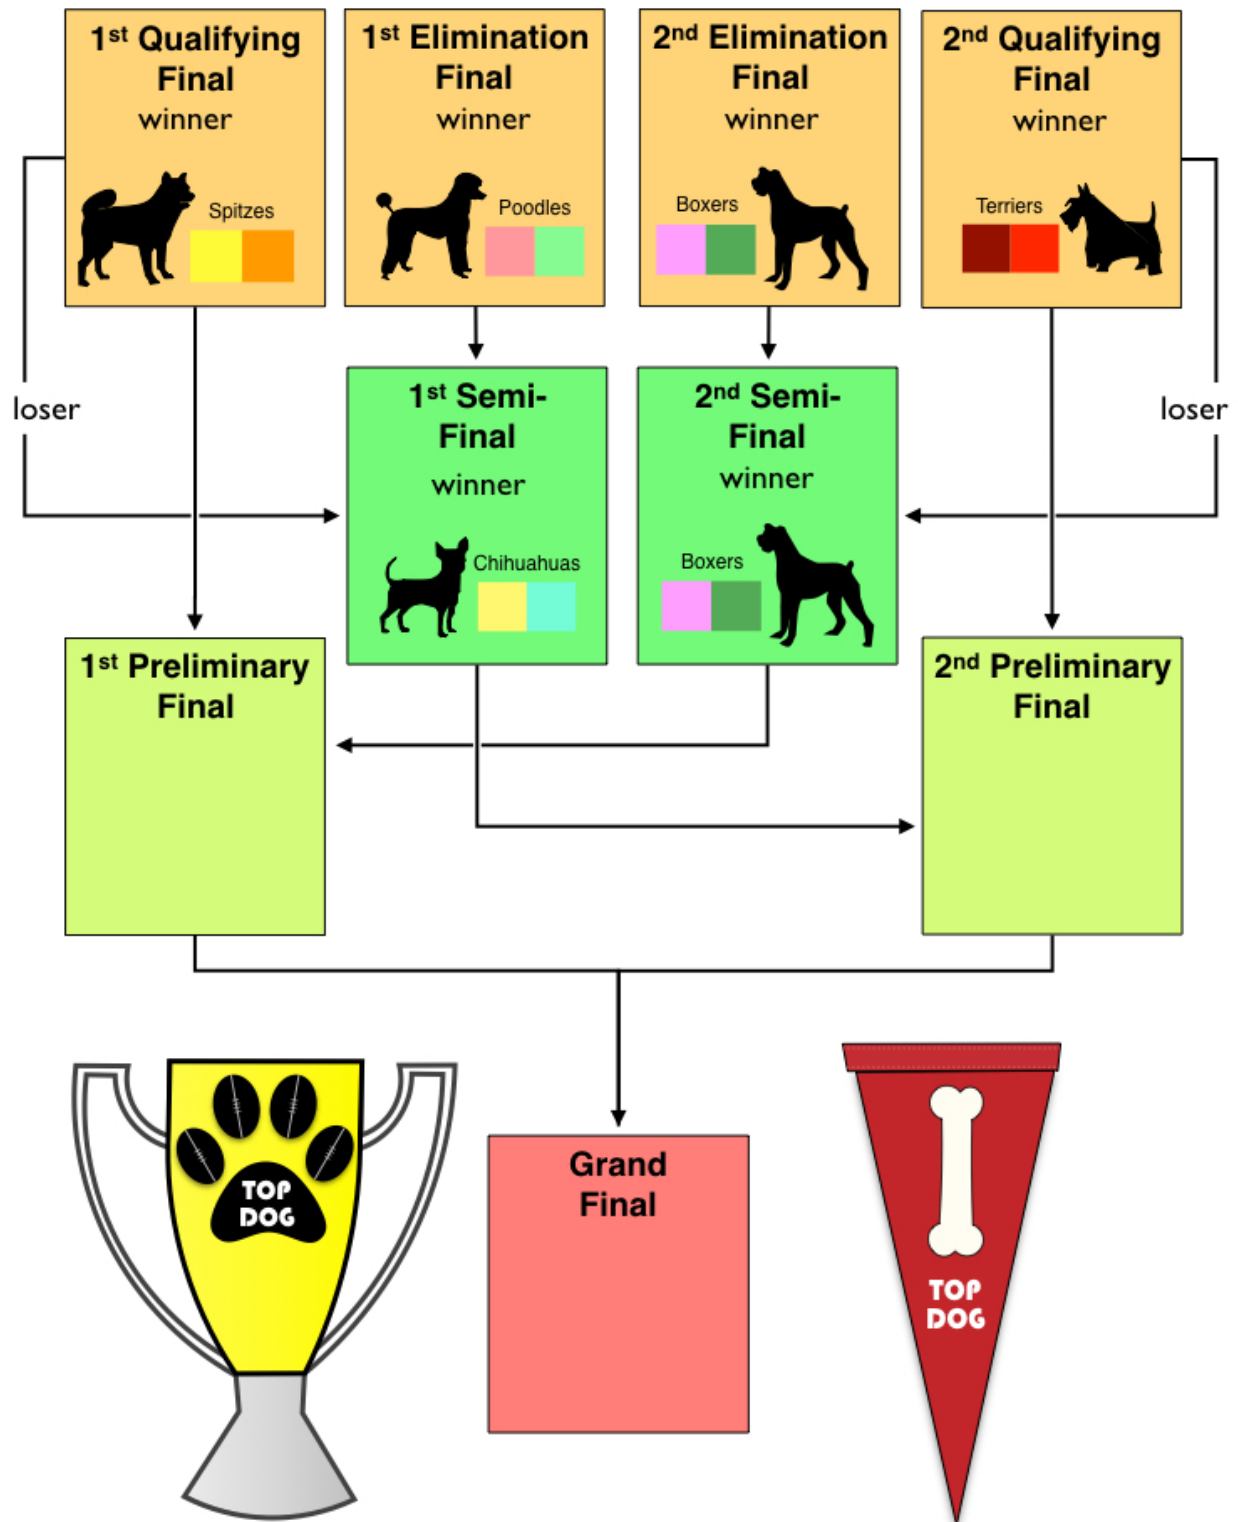 1st Qualifying
Final
winner
Spitzes
1st Elimination
Final
winner
Poodles
2nd Elimination
Final
winner
Boxers
2nd Qualifying
Final
winner
Terriers
loser
loser
1st Semi-
Final
winner
Chihuahuas
2nd Semi-
Final
winner
Boxers
1st Preliminary
Final
2nd Preliminary
Final
TOP
DOG
Grand
Final
TOP
DOG